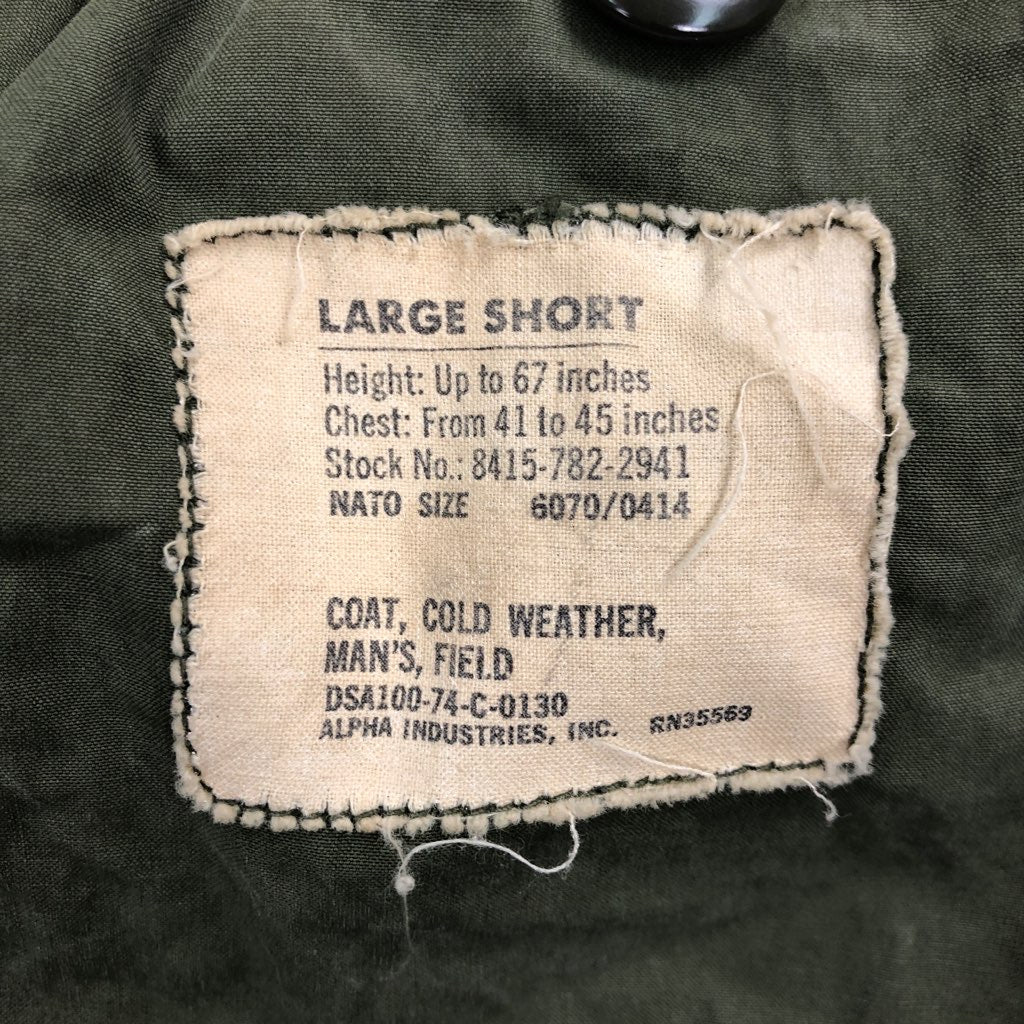 LARGE SHORT
Height: Up to 67 inches
Chest: From 41 to 45 inches
Stock No.: 8415-782-2941
NATO SIZE 6070/0414
COAT, COLD WEATHER,
MAN'S, FIELD
DSA100-74-C-0130
ALPHA INDUSTRIES, INC. RN35569